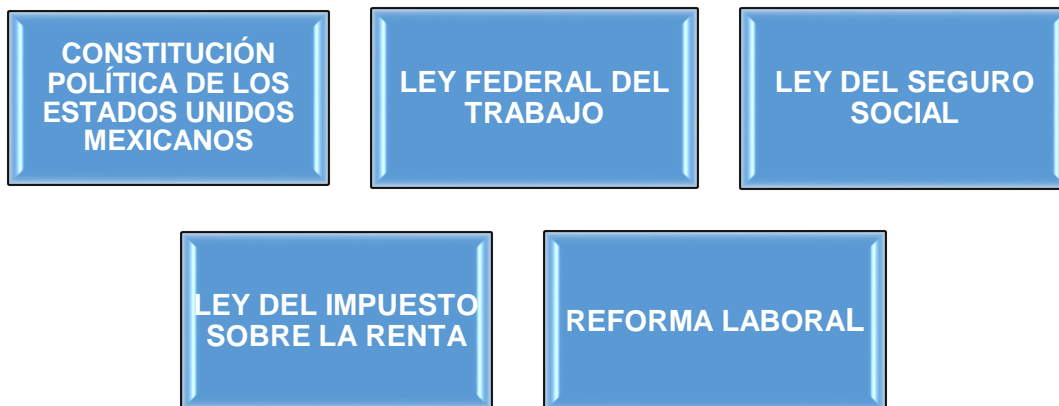 CONSTITUCIÓN
POLÍTICA DE LOS
ESTADOS UNIDOS
MEXICANOS
LEY FEDERAL DEL
TRABAJO
LEY DEL SEGURO
SOCIAL
LEY DEL IMPUESTO
SOBRE LA RENTA
REFORMA LABORAL